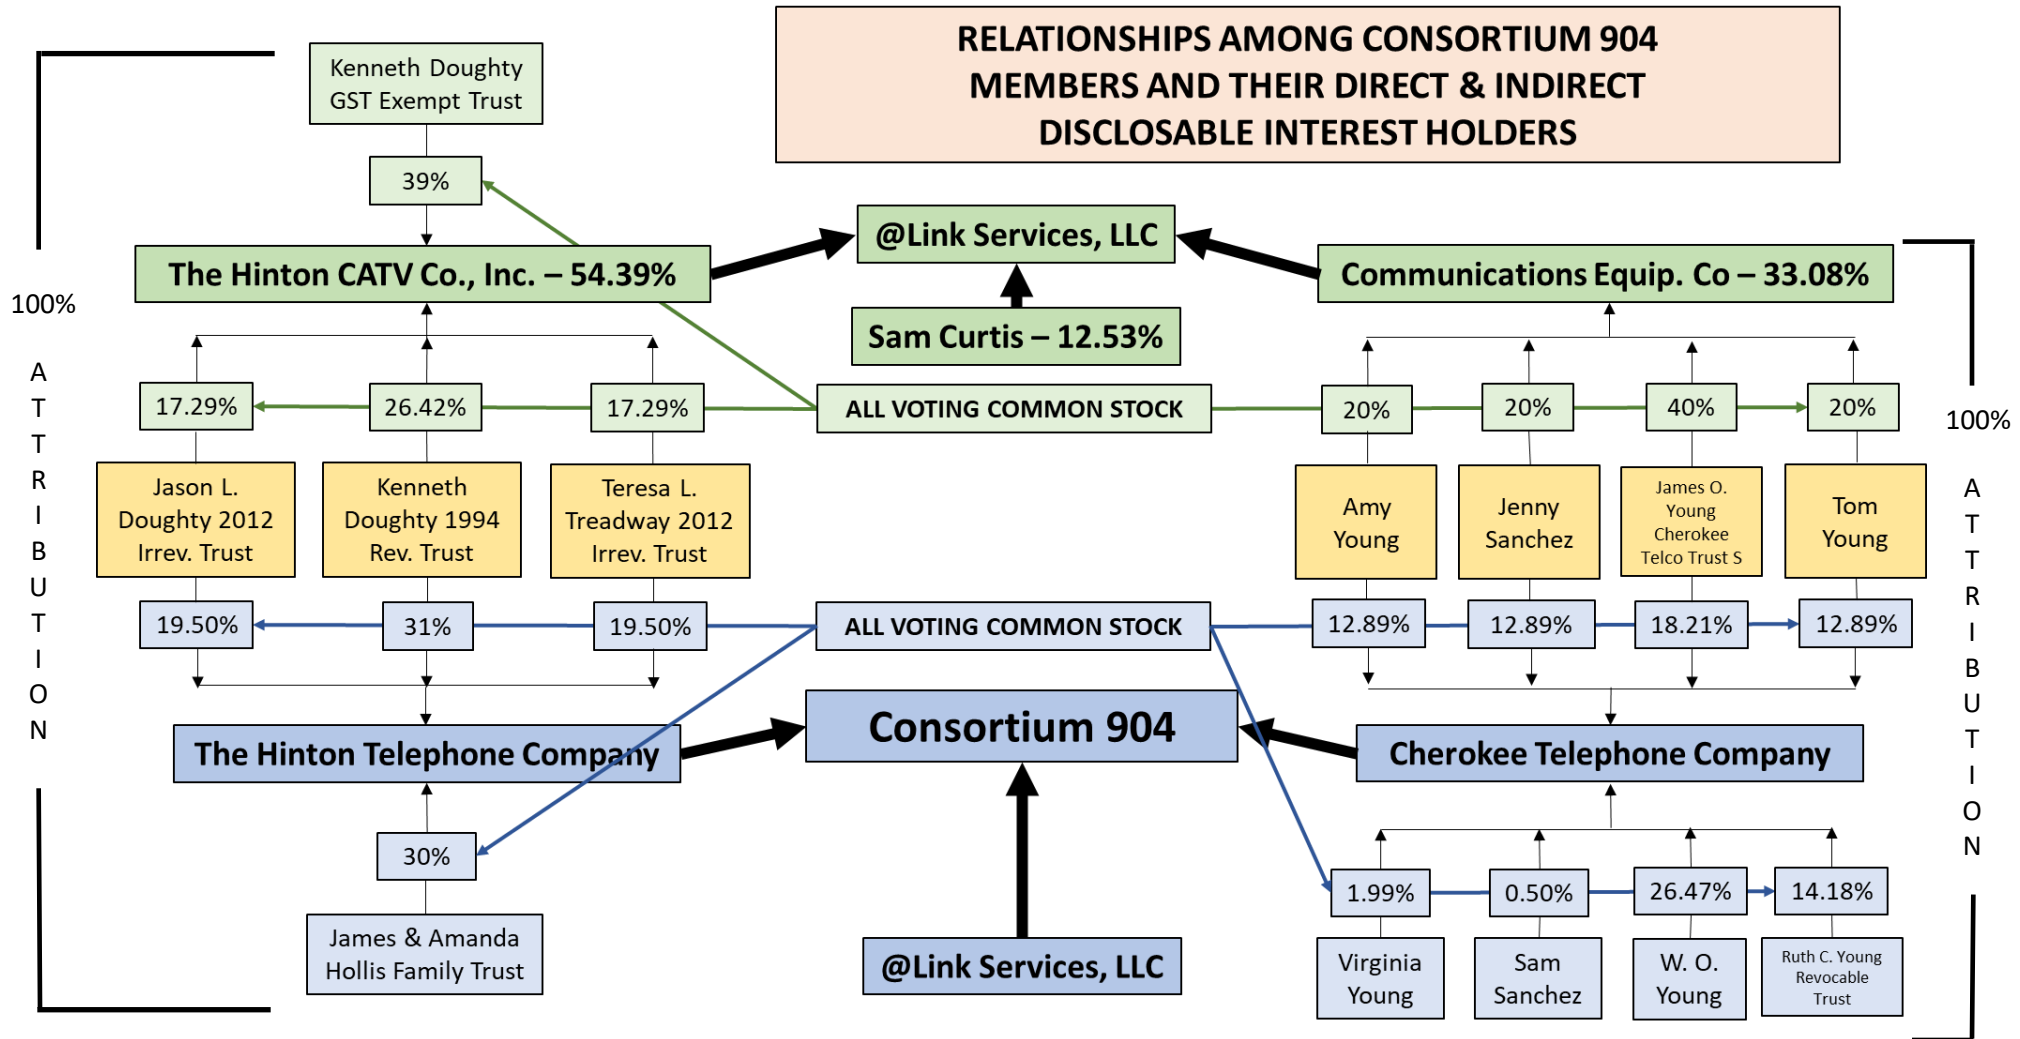 RELATIONSHIPS AMONG CONSORTIUM 904
MEMBERS AND THEIR DIRECT & INDIRECT
DISCLOSABLE INTEREST HOLDERS
Kenneth Doughty
GST Exempt Trust
39%
@Link Services, LLC
The Hinton CATV Co., Inc. – 54.39%
Communications Equip. Co – 33.08%
Sam Curtis – 12.53%
100%
A
T
T
R
I
B
U
T
I
O
N
17.29%
26.42%
17.29%
ALL VOTING COMMON STOCK
20%
20%
40%
20%
100%
A
T
T
R
I
B
U
T
I
O
N
Jason L.
Doughty 2012
Irrev. Trust
Kenneth
Doughty 1994
Rev. Trust
Teresa L.
Treadway 2012
Irrev. Trust
Amy
Young
Jenny
Sanchez
James O.
Young
Cherokee
Telco Trust S
Tom
Young
19.50%
31%
19.50%
ALL VOTING COMMON STOCK
12.89%
12.89%
18.21%
12.89%
The Hinton Telephone Company
Consortium 904
Cherokee Telephone Company
30%
James & Amanda
Hollis Family Trust
@Link Services, LLC
1.99%
0.50%
26.47%
14.18%
Virginia
Young
Sam
Sanchez
W. O.
Young
Ruth C. Young
Revocable
Trust